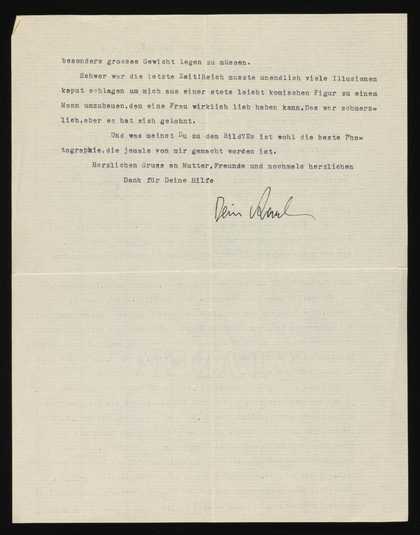 besonders grosses Gewicht legen zu müssen.
Schwer war die letzte Zeit!Reich musste unendlich viele Illusionen
kaput schlagen um mich aus einer stets leicht komischen Figur zu einem
Mann umzubauen,den eine Frau wirklich lieb haben kann.Das war schmerz-
lich,aber es hat sich gelohnt.
Und was meinst Du zu den Bild?Es ist wohl die beste Pho-
tographie,die jemals von mir gemacht worden ist.
Herzlichen Gruss an Mutter,Freunde und nochmals herzlichen
Dank für Deine Hilfe
Dein